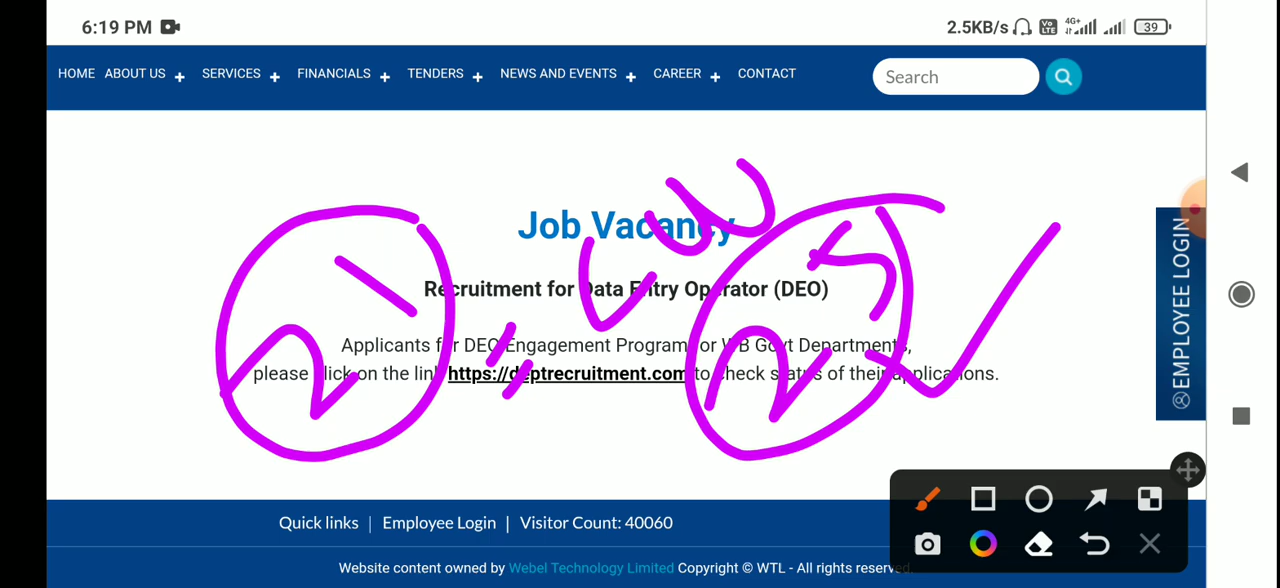 6:19 PM 2.5KB/s Vo LTE 4G+ 39
HOME ABOUT US + SERVICES + FINANCIALS + TENDERS + NEWS AND EVENTS + CAREER + CONTACT Search
Job Vacancy
Recruitment for Data Entry Operator (DEO)
Applicants for DEO Engagement Program for WB Govt Departments,
please click on the link https://deptrecruitment.com to check status of their applications.
EMPLOYEE LOGIN
Quick links | Employee Login | Visitor Count: 40060
Website content owned by Webel Technology Limited Copyright © WTL - All rights reserved.